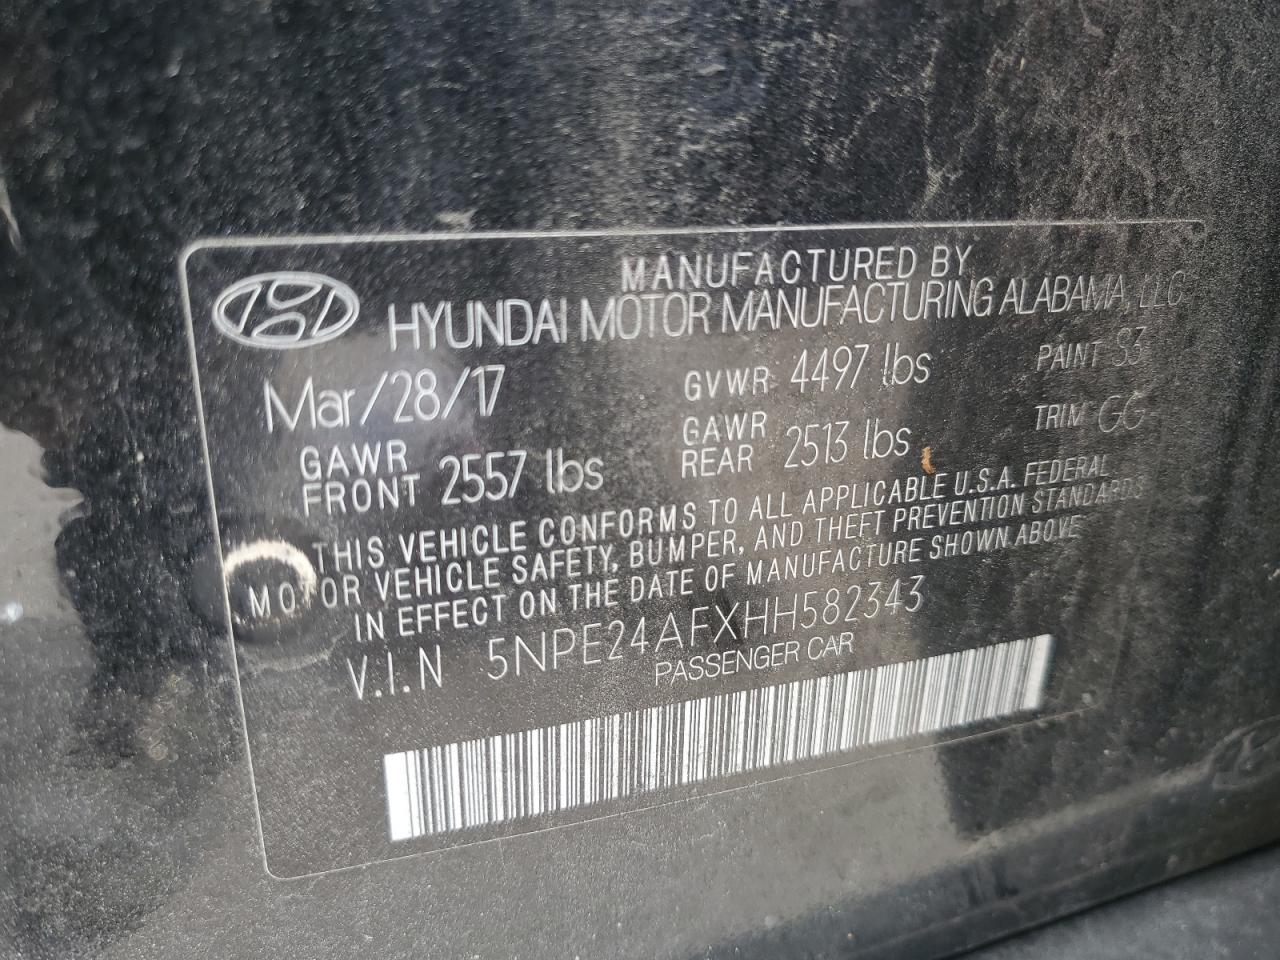 MANUFACTURED BY
HYUNDAI MOTOR MANUFACTURING ALABAMA, LLC
Mar/28/17 GVWR 4497 lbs PAINT S3
GAWR FRONT 2557 lbs GAWR REAR 2513 lbs TRIM GG
THIS VEHICLE CONFORMS TO ALL APPLICABLE U.S.A. FEDERAL
MOTOR VEHICLE SAFETY, BUMPER, AND THEFT PREVENTION STANDARDS
IN EFFECT ON THE DATE OF MANUFACTURE SHOWN ABOVE
V.I.N 5NPE24AFXHH582343
PASSENGER CAR